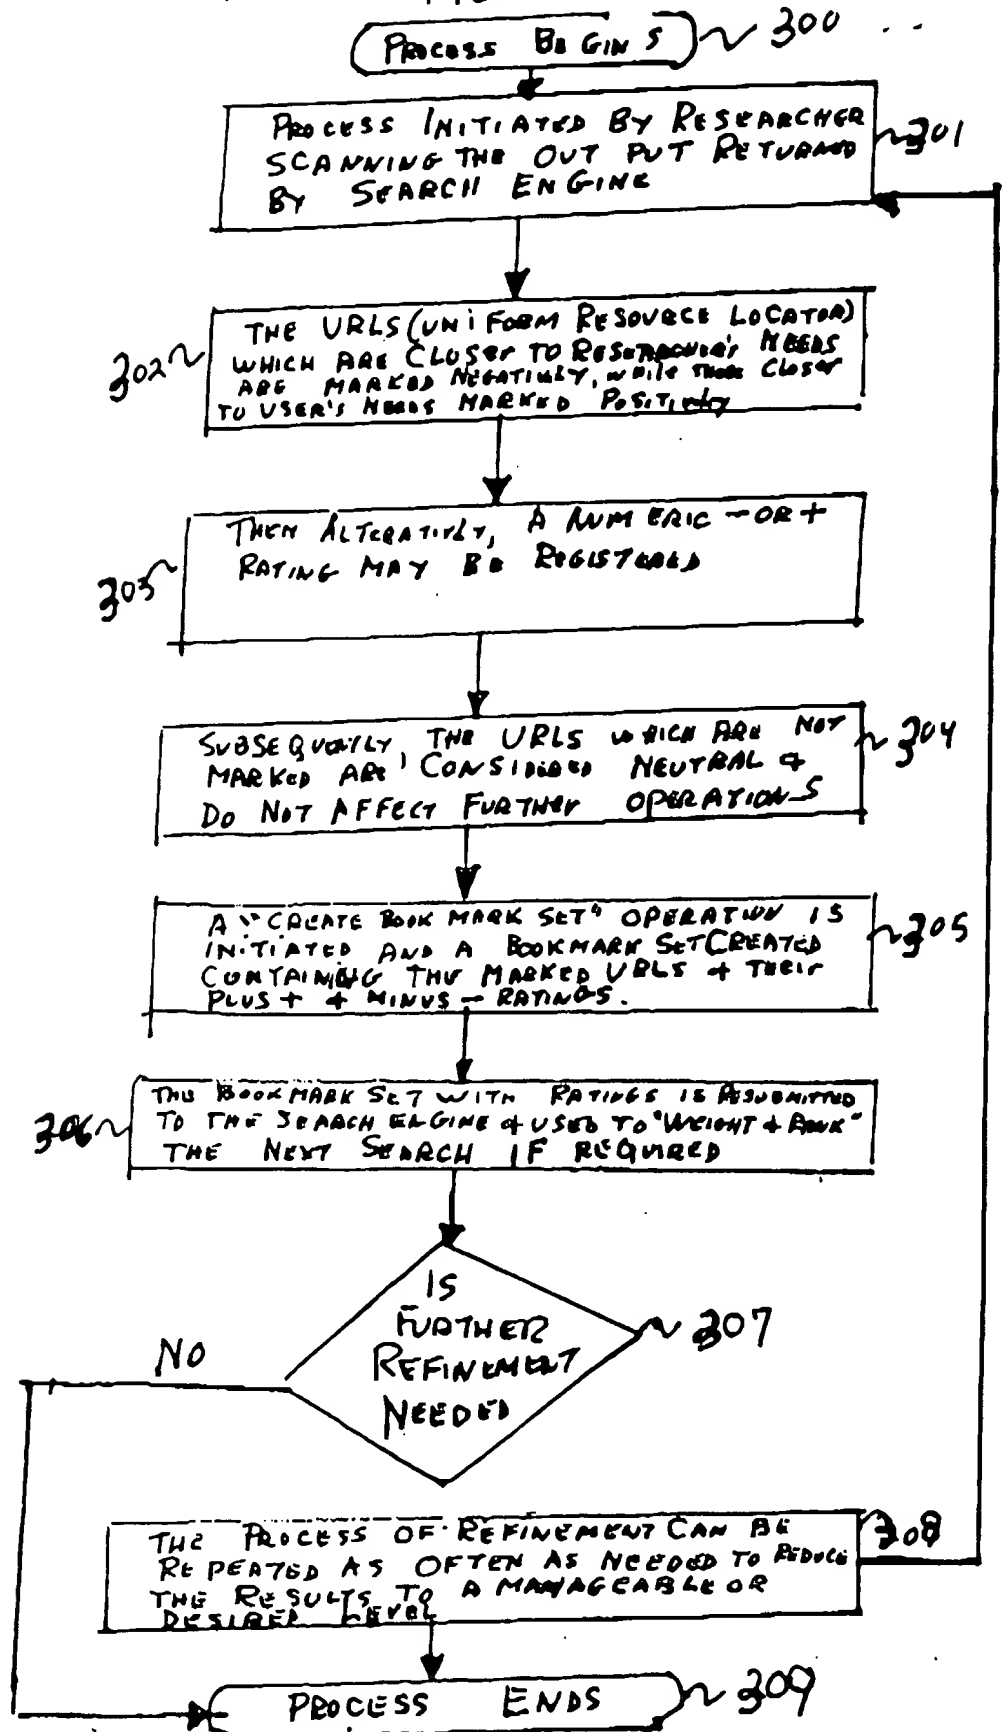 PROCESS BEGINS 300
PROCESS INITIATED BY RESEARCHER 301
SCANNING THE OUT PUT RETURNED
BY SEARCH ENGINE
THE URLS (UNIFORM RESOURCE LOCATOR)
302 WHICH ARE CLOSER TO RESEARCHER'S NEEDS
ARE MARKED NEGATIVELY, WHILE THOSE CLOSER
TO USER'S NEEDS MARKED POSITIVELY
THEN ALTERATIVELY, A NUMERIC - OR +
303 RATING MAY BE REGISTERED
SUBSEQUENTLY, THE URLS WHICH ARE NOT 304
MARKED ARE CONSIDERED NEUTRAL &
DO NOT AFFECT FURTHER OPERATIONS
A "CREATE BOOK MARK SET" OPERATION IS 305
INITIATED AND A BOOKMARK SET CREATED
CONTAINING THE MARKED URLS & THEIR
PLUS + & MINUS - RATINGS.
THE BOOKMARK SET WITH RATINGS IS RESUBMITTED
306 TO THE SEARCH ENGINE & USED TO "WEIGHT & RANK"
THE NEXT SEARCH IF REQUIRED
IS
FURTHER 307
NO REFINEMENT
NEEDED
THE PROCESS OF REFINEMENT CAN BE 308
REPEATED AS OFTEN AS NEEDED TO REDUCE
THE RESULTS TO A MANAGEABLE OR
DESIRED LEVEL
PROCESS ENDS 309